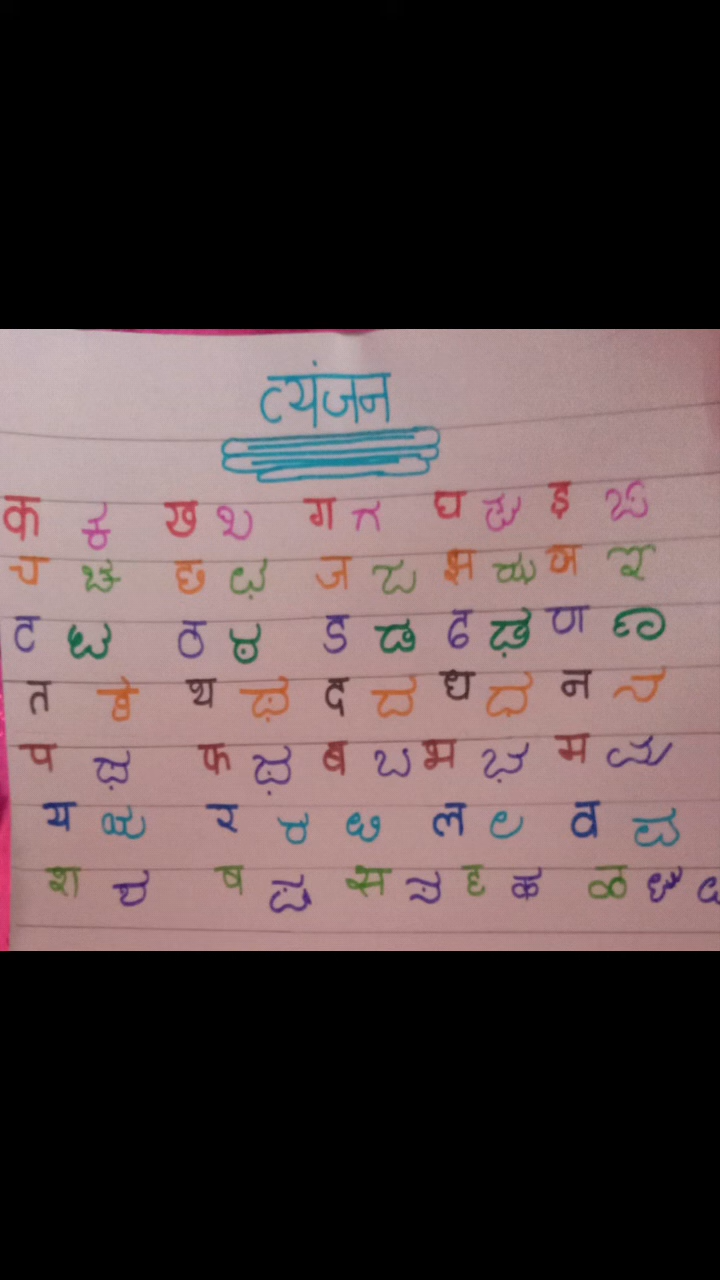 व्यंजन
क ಕ ख ಖ ग ಗ घ ಘ ङ ಙ
च ಚ छ ಛ ज ಜ झ ಝ ञ ಞ
ट ಟ ठ ಠ ड ಡ ढ ಢ ण ಣ
त ತ थ ಥ द ದ ध ಧ न ನ
प ಪ फ ಫ ब ಬ भ ಭ म ಮ
य ಯ र ರ ಱ ल ಲ व ವ
श ಶ ष ಷ स ಸ ह ಹ ळ ಳ